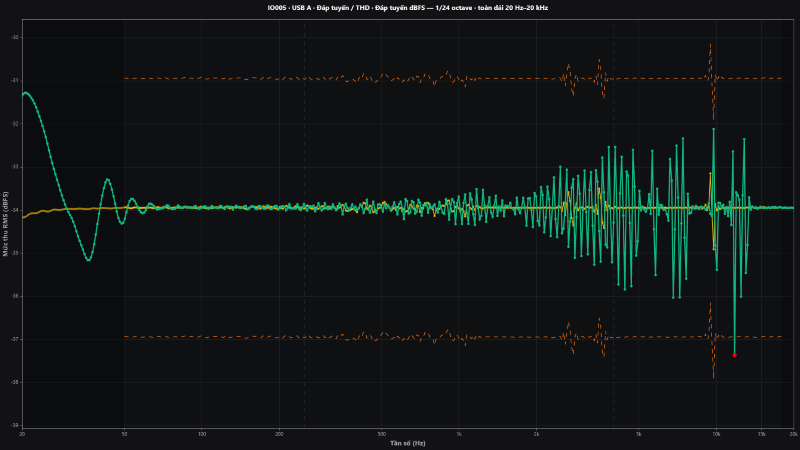 IO005 · USB A · Đáp tuyến / THD · Đáp tuyến dBFS — 1/24 octave · toàn dải 20 Hz–20 kHz
-30
-31
-32
-33
-34
-35
-36
-37
-38
-39
Mức thu RMS (dBFS)
20
50
100
200
500
1k
2k
5k
10k
15k
20k
Tần số (Hz)